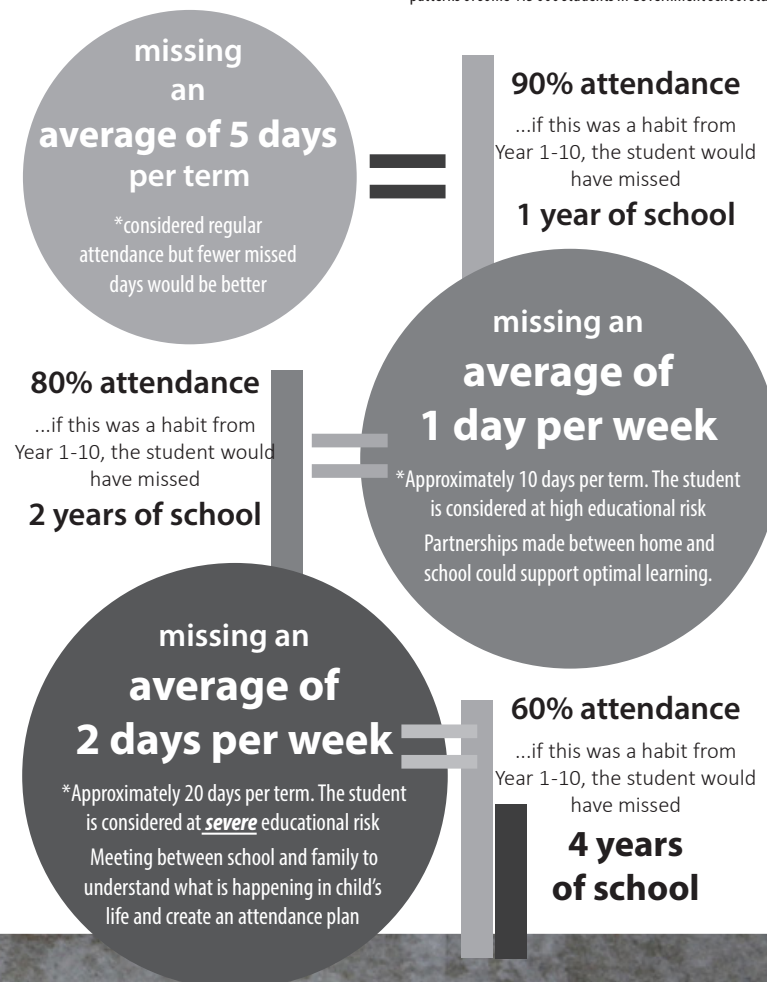 missing
an
average of 5 days
per term
*considered regular
attendance but fewer missed
days would be better
90% attendance
...if this was a habit from
Year 1-10, the student would
have missed
1 year of school
missing an
average of
1 day per week
*Approximately 10 days per term. The student
is considered at high educational risk
Partnerships made between home and
school could support optimal learning.
80% attendance
...if this was a habit from
Year 1-10, the student would
have missed
2 years of school
missing an
average of
2 days per week
*Approximately 20 days per term. The student
is considered at severe educational risk
Meeting between school and family to
understand what is happening in child's
life and create an attendance plan
60% attendance
...if this was a habit from
Year 1-10, the student would
have missed
4 years
of school